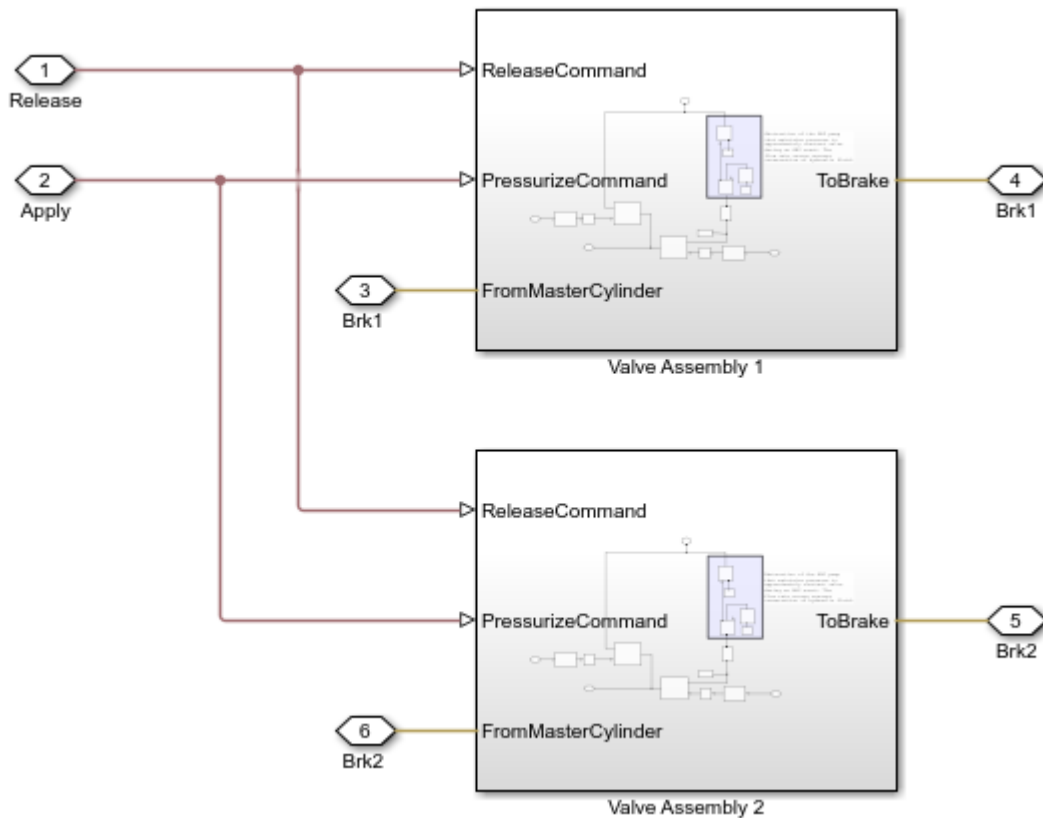 1
Release
2
Apply
3
Brk1
ReleaseCommand
PressurizeCommand
FromMasterCylinder
ToBrake
Valve Assembly 1
4
Brk1
ReleaseCommand
PressurizeCommand
FromMasterCylinder
ToBrake
Valve Assembly 2
5
Brk2
6
Brk2